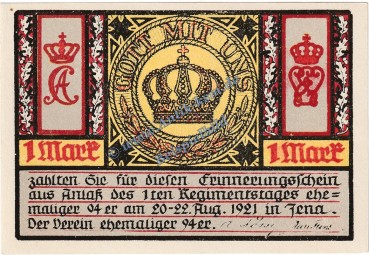 GOTT MIT UNS
1 Mark 1 Mark
zahlten Sie für diesen Erinnerungsschein
aus Anlaß des 1ten Regimentstages ehe-
maliger 94er am 20-22. Aug. 1921 in Jena.
Der Verein ehemaliger 94er.